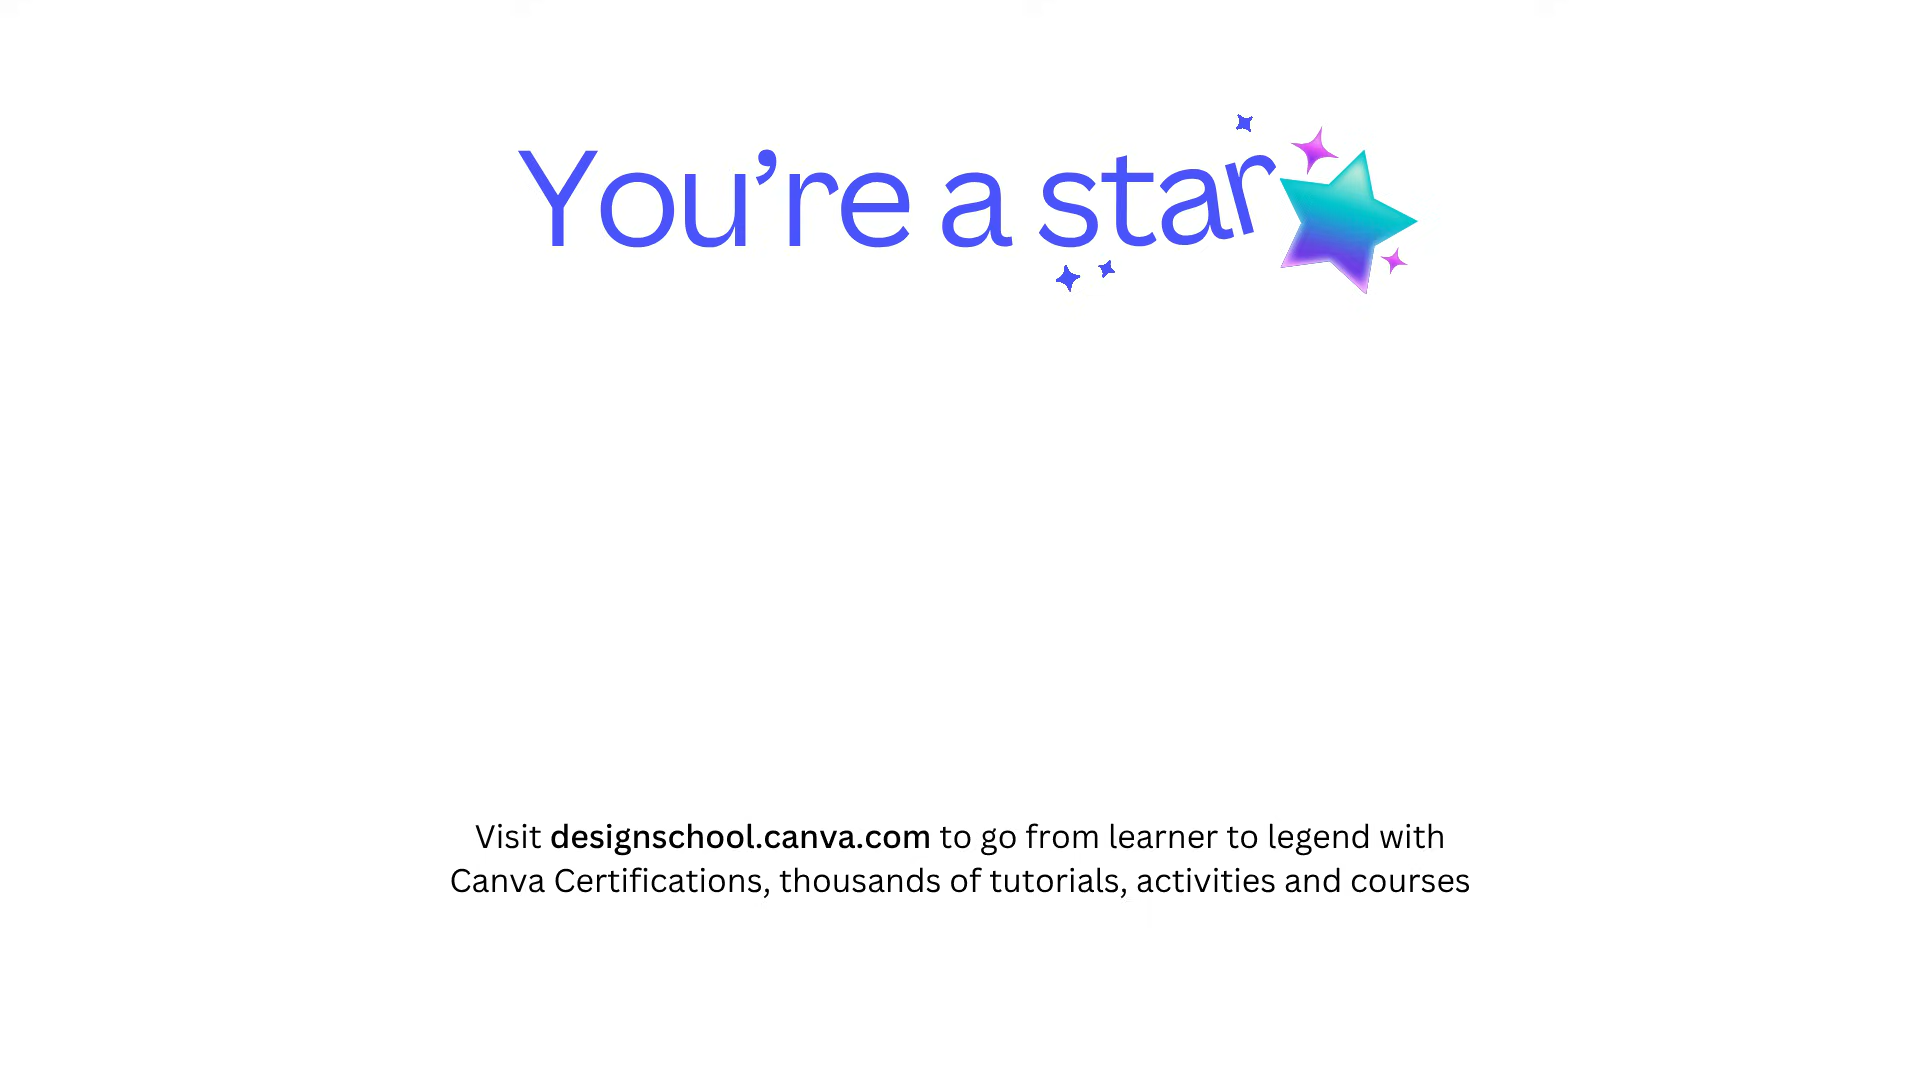 You’re a star
Visit designschool.canva.com to go from learner to legend with
Canva Certifications, thousands of tutorials, activities and courses